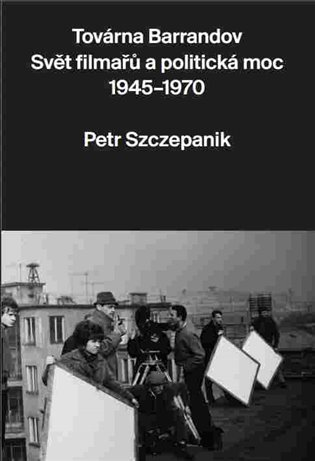 Továrna Barrandov
Svět filmařů a politická moc
1945–1970
Petr Szczepanik